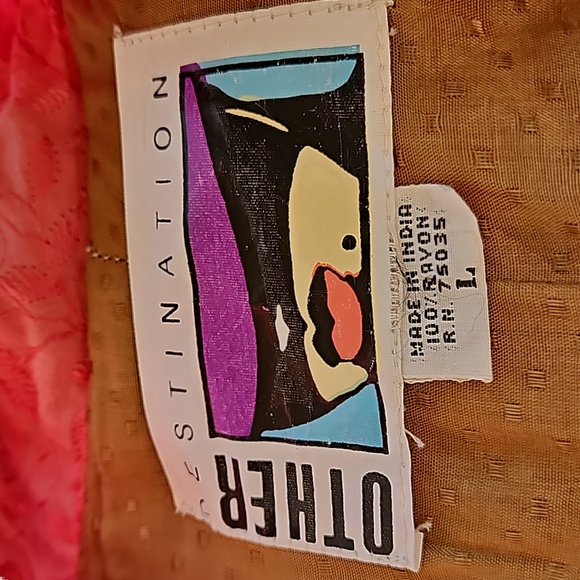 OTHER
DESTINATION
MADE IN INDIA
100% RAYON
R.N. 75035
L